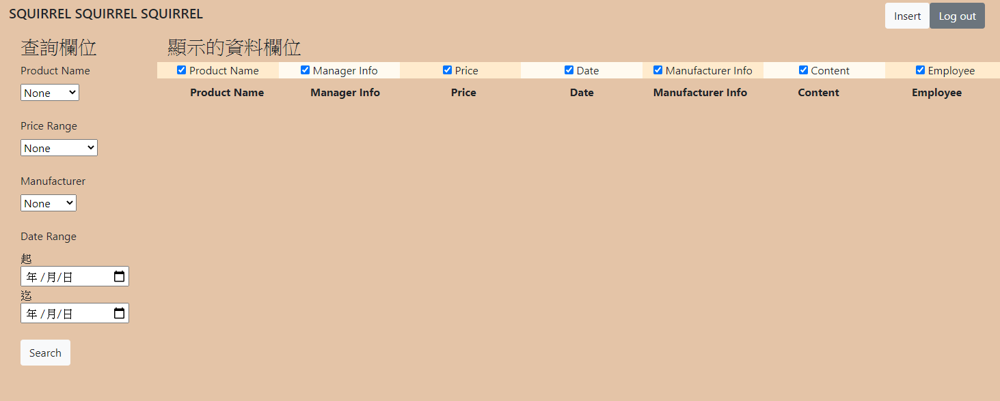 SQUIRREL SQUIRREL SQUIRREL
Insert
Log out
查詢欄位
Product Name
None
Price Range
None
Manufacturer
None
Date Range
起
年 /月/日
迄
年 /月/日
Search
顯示的資料欄位
Product Name Manager Info Price Date Manufacturer Info Content Employee
Product Name Manager Info Price Date Manufacturer Info Content Employee